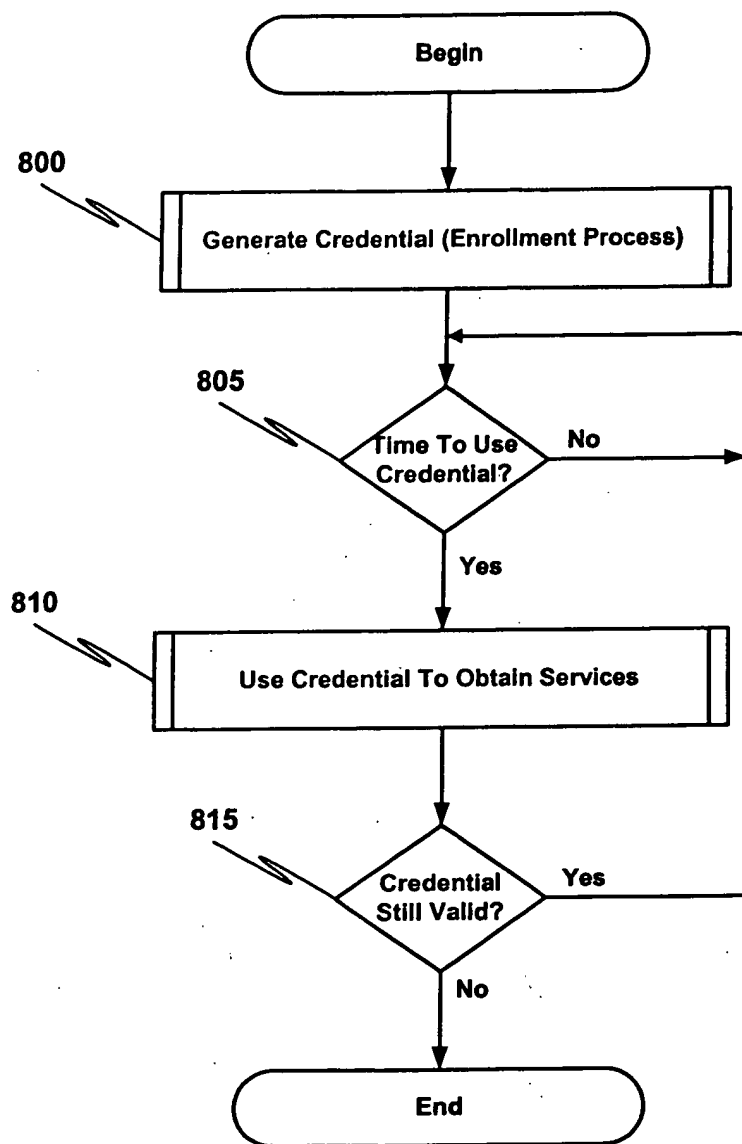 Begin
800
Generate Credential (Enrollment Process)
805
Time To Use
Credential?
No
Yes
810
Use Credential To Obtain Services
815
Credential
Still Valid?
Yes
No
End